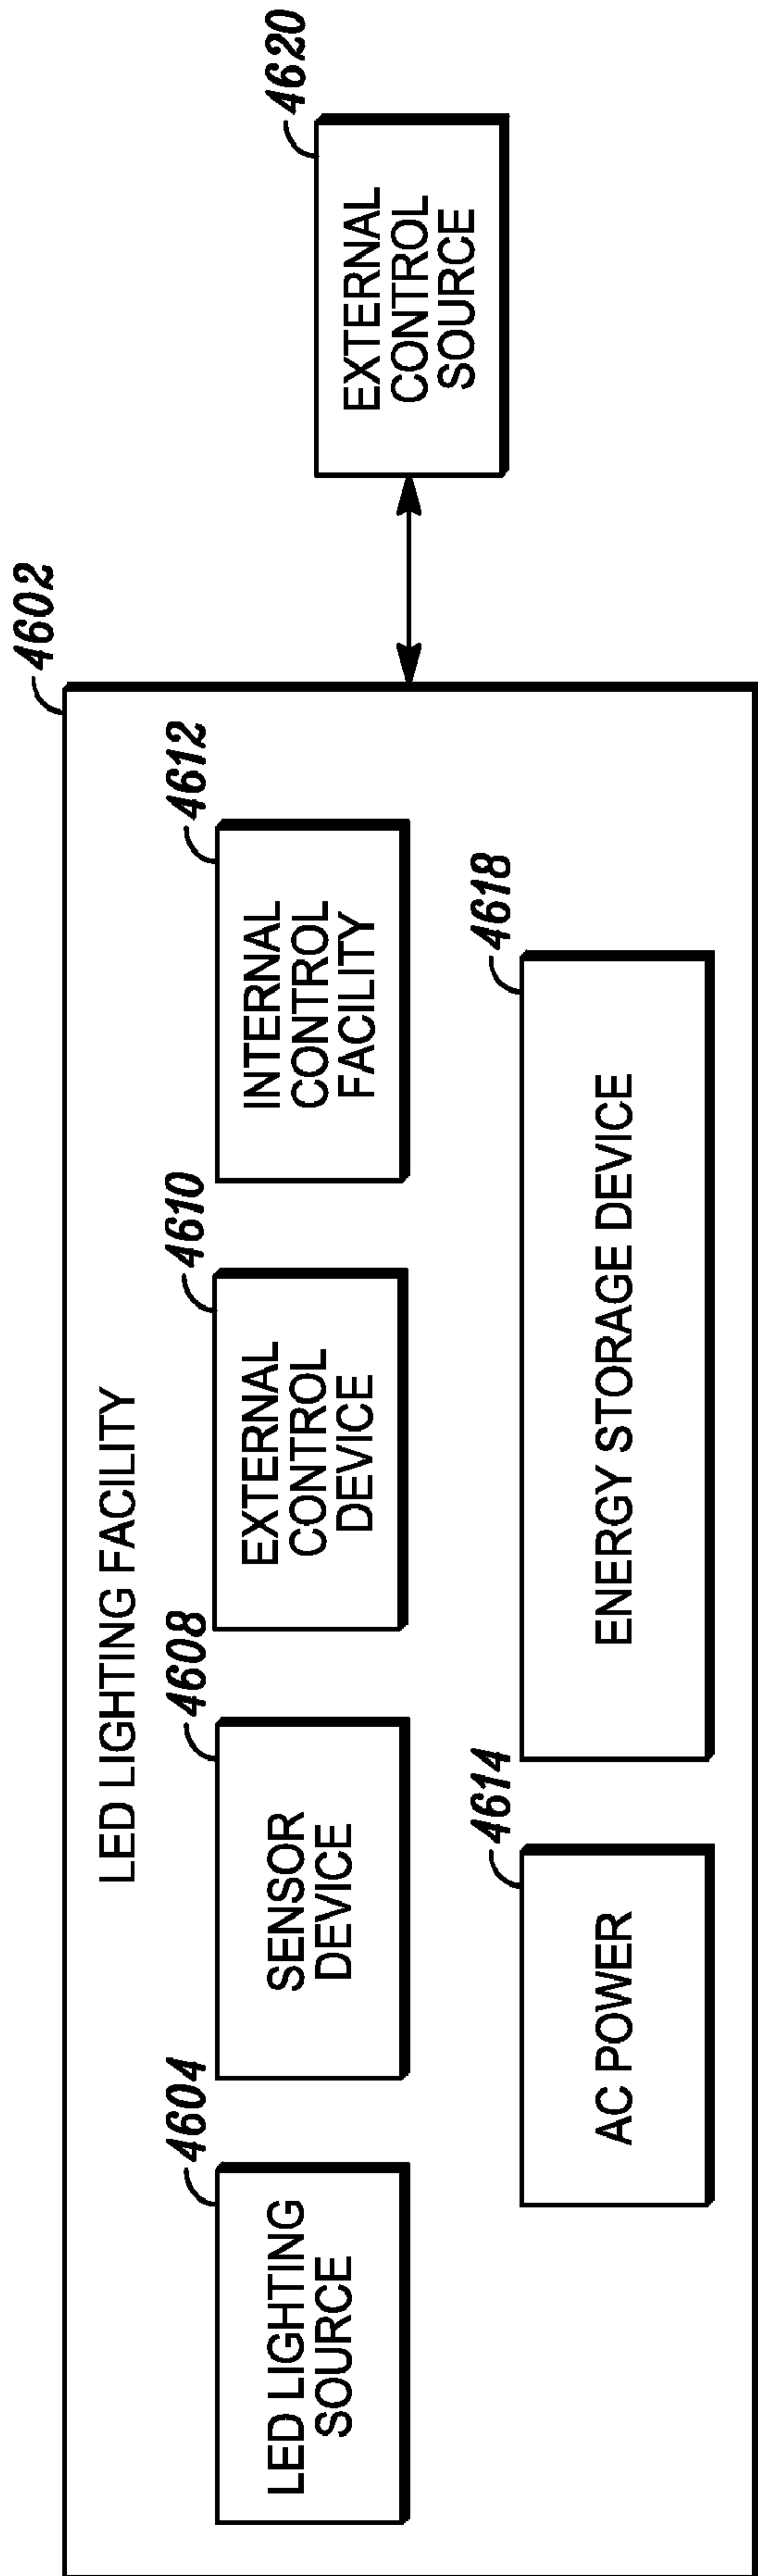 4602
LED LIGHTING FACILITY
4604
LED LIGHTING
SOURCE
4608
SENSOR
DEVICE
4610
EXTERNAL
CONTROL
DEVICE
4612
INTERNAL
CONTROL
FACILITY
4614
AC POWER
4618
ENERGY STORAGE DEVICE
4620
EXTERNAL
CONTROL
SOURCE